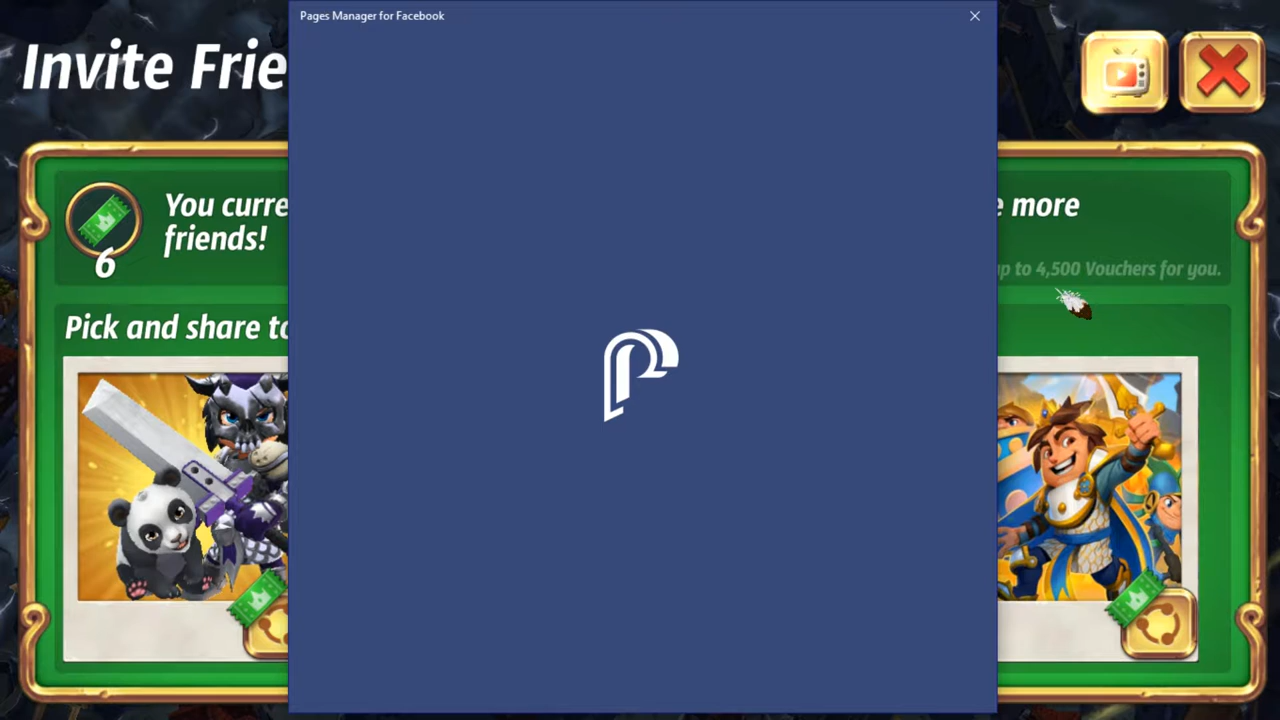 Pages Manager for Facebook
Invite Frie
You curre
friends!
e more
6
up to 4,500 Vouchers for you.
Pick and share to